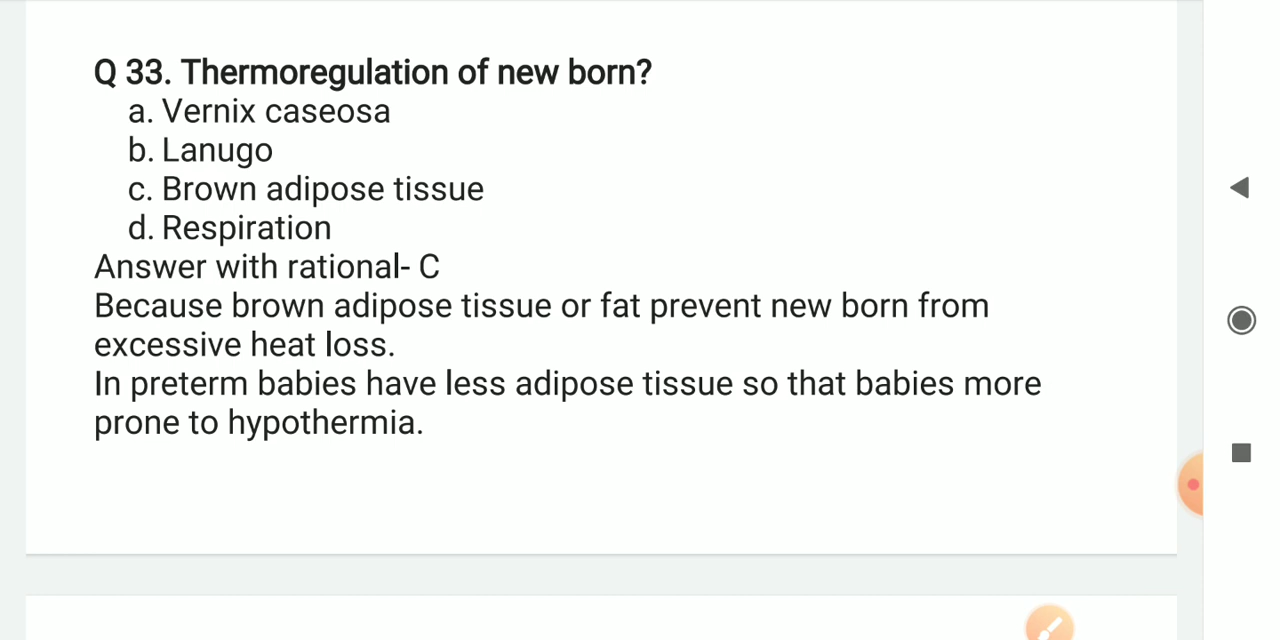 Q 33. Thermoregulation of new born?
a. Vernix caseosa
b. Lanugo
c. Brown adipose tissue
d. Respiration
Answer with rational- C
Because brown adipose tissue or fat prevent new born from
excessive heat loss.
In preterm babies have less adipose tissue so that babies more
prone to hypothermia.